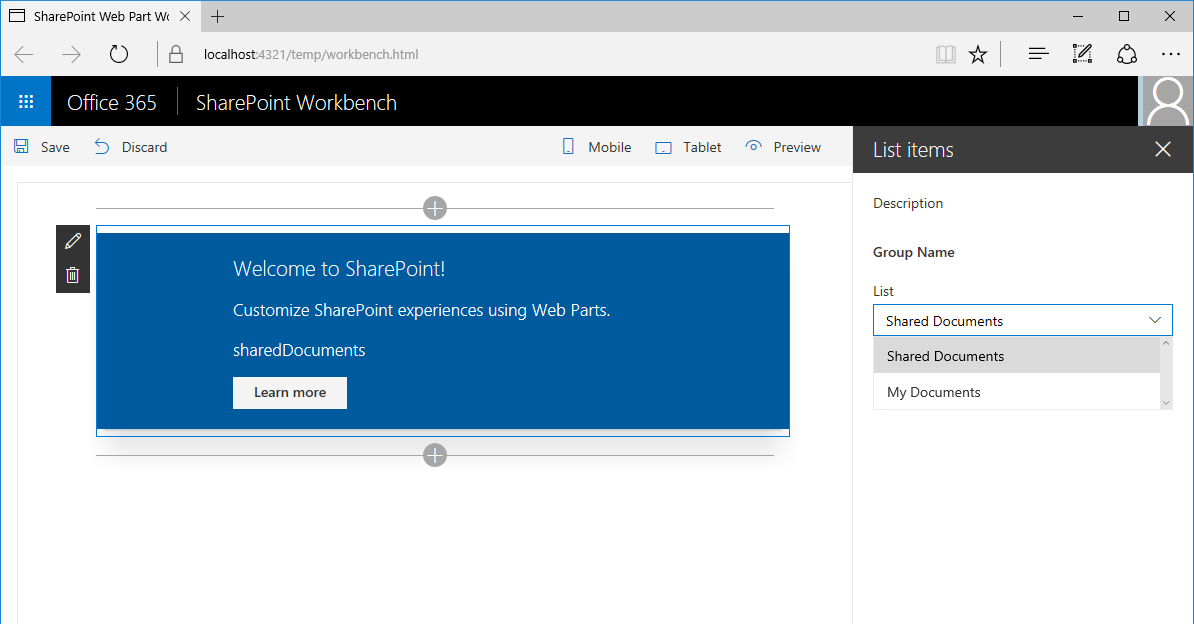 SharePoint Web Part Wo
localhost:4321/temp/workbench.html
Office 365 SharePoint Workbench
Save Discard Mobile Tablet Preview
List items
Description
Group Name
List
Shared Documents
Shared Documents
My Documents
Welcome to SharePoint!
Customize SharePoint experiences using Web Parts.
sharedDocuments
Learn more